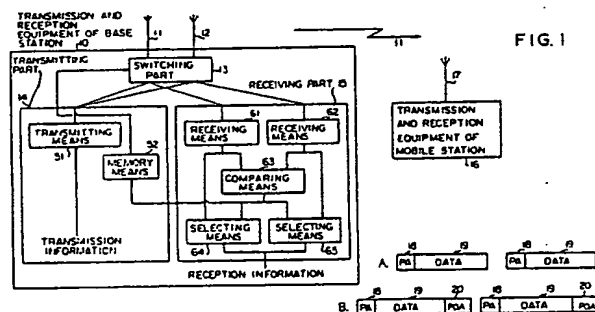 TRANSMISSION AND
RECEPTION
EQUIPMENT OF BASE
STATION 10
11
12
11
FIG. 1
TRANSMITTING
PART
14
SWITCHING
PART
13
RECEIVING PART 15
17
TRANSMITTING
MEANS
51
52
MEMORY
MEANS
61
RECEIVING
MEANS
62
RECEIVING
MEANS
63
COMPARING
MEANS
SELECTING
MEANS
64
SELECTING
MEANS
65
TRANSMISSION
INFORMATION
RECEPTION INFORMATION
TRANSMISSION
AND RECEPTION
EQUIPMENT OF
MOBILE STATION
16
A. 18 19 18 19
PA DATA PA DATA
18 19 20 18 19 20
B. PA DATA POA PA DATA POA